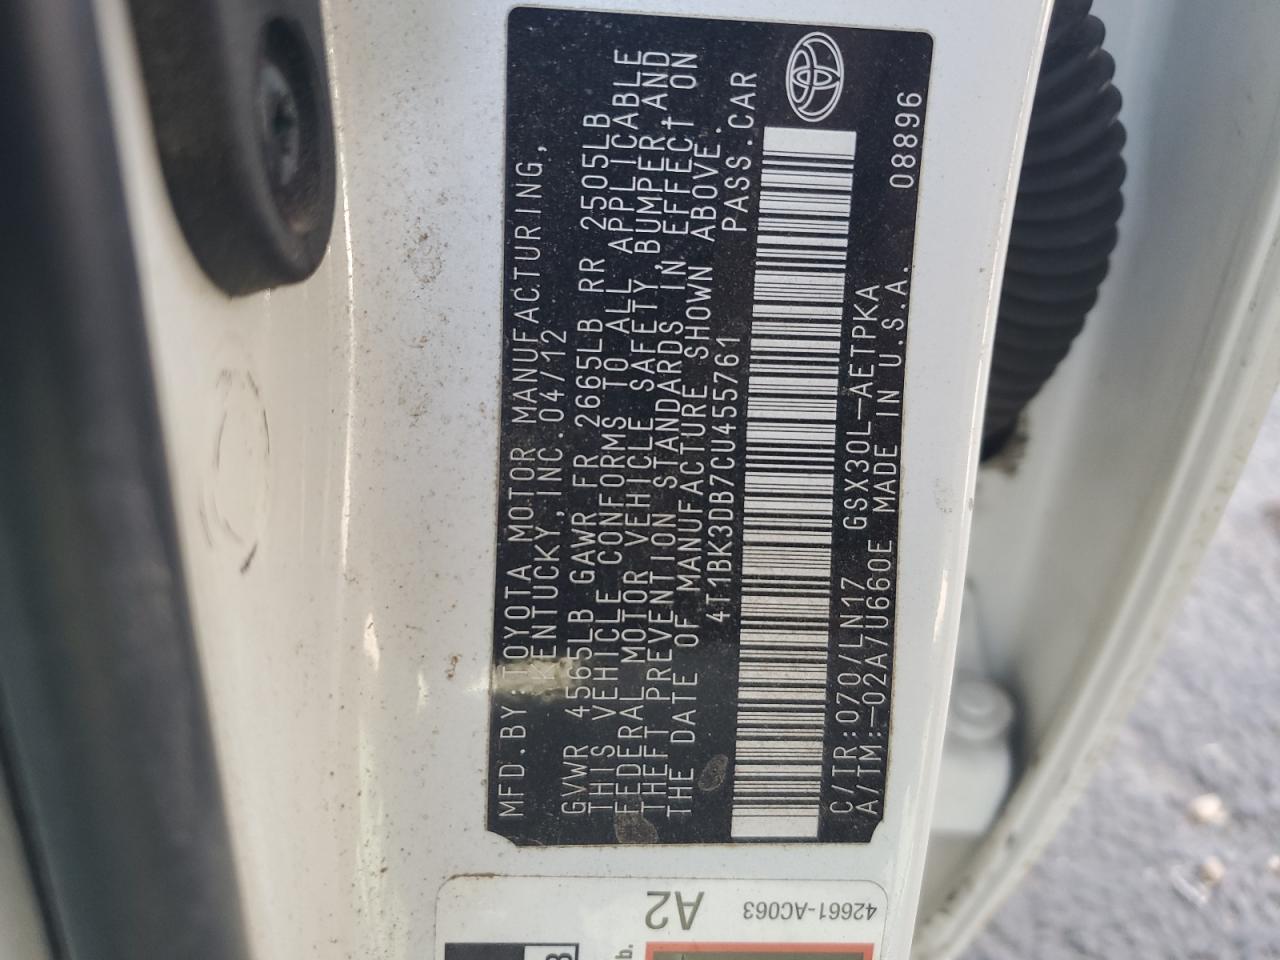 MFD.BY:TOYOTA MOTOR MANUFACTURING,
KENTUCKY,INC.04/12
GVWR 4565LB GAWR FR 2665LB RR 2505LB
THIS VEHICLE CONFORMS TO ALL APPLICABLE
FEDERAL MOTOR VEHICLE SAFETY,BUMPER,AND
THEFT PREVENTION STANDARDS IN EFFECT ON
THE DATE OF MANUFACTURE SHOWN ABOVE.
4T1BK3DB7CU455761 PASS.CAR
C/TR:070/LN17 GSX30L-AETPKA
A/TM:-02A/U660E MADE IN U.S.A.
08896
A2
42661-AC063